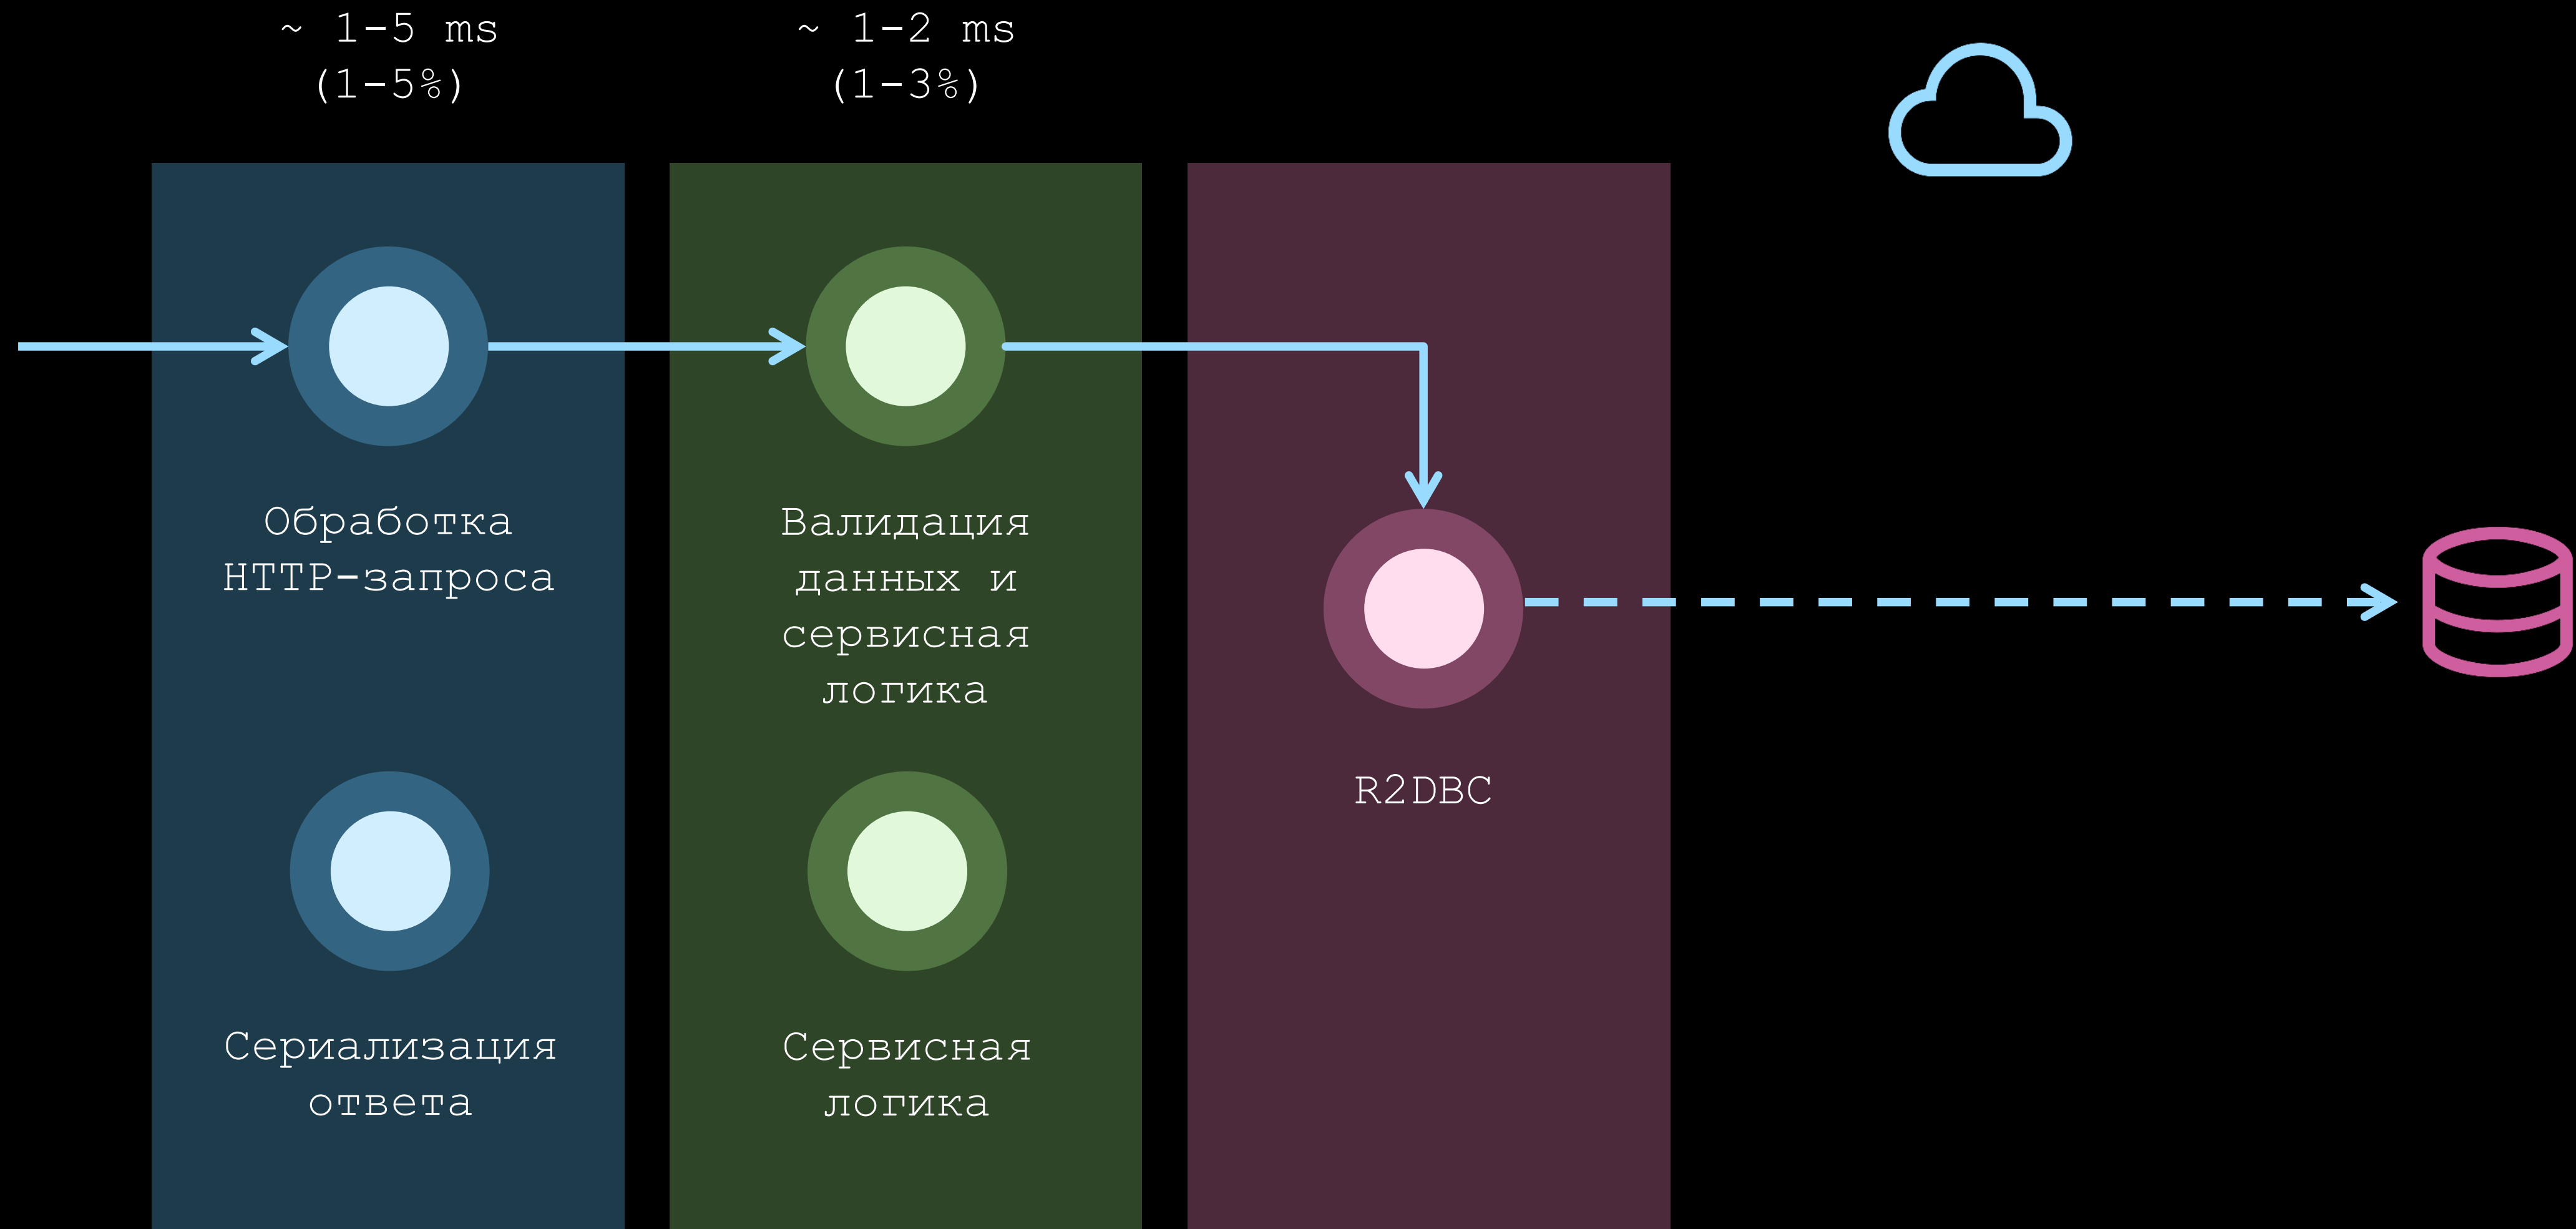 ~ 1-5 ms
(1-5%)
~ 1-2 ms
(1-3%)
Обработка
HTTP-запроса
Валидация
данных и
сервисная
логика
R2DBC
Сериализация
ответа
Сервисная
логика